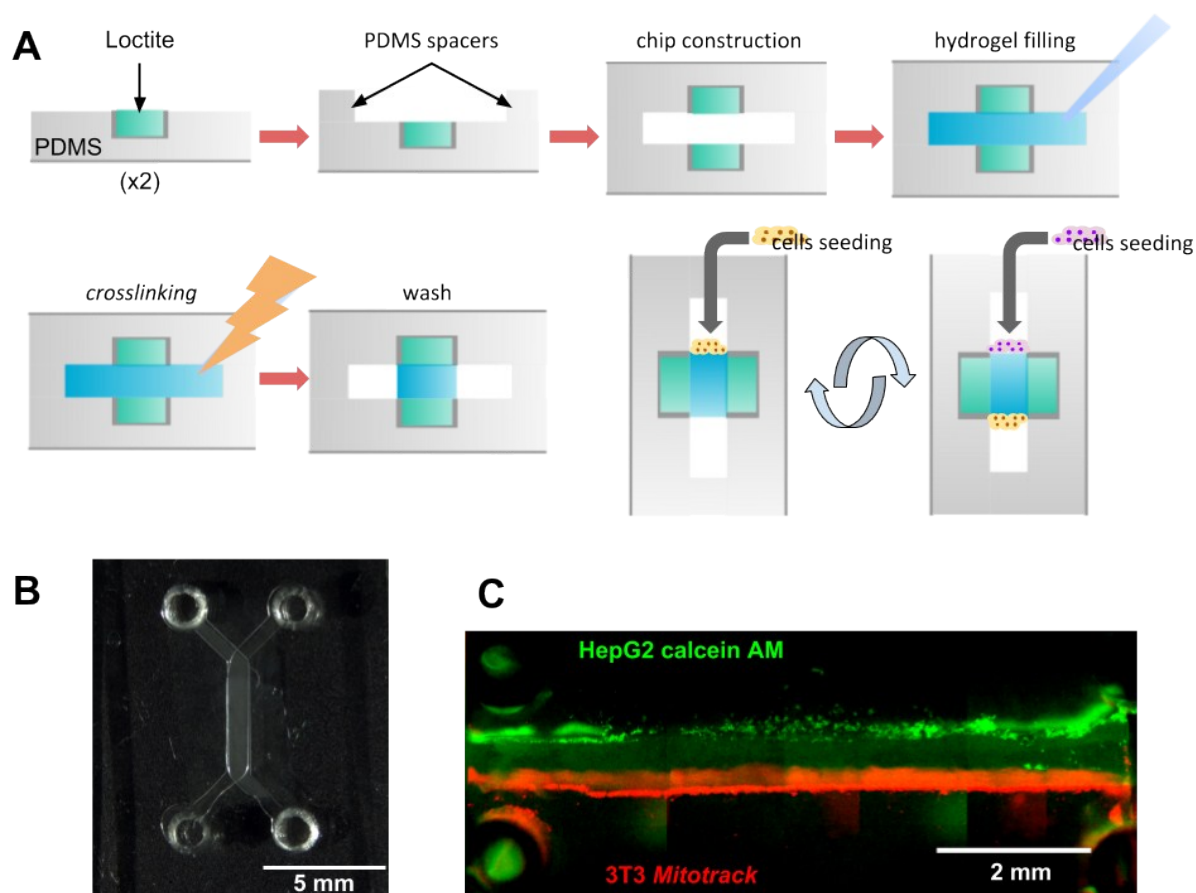 A
Loctite
PDMS spacers
chip construction
hydrogel filling
PDMS
(x2)
cells seeding
cells seeding
crosslinking
wash
B
C
HepG2 calcein AM
5 mm
3T3 Mitotrack
2 mm